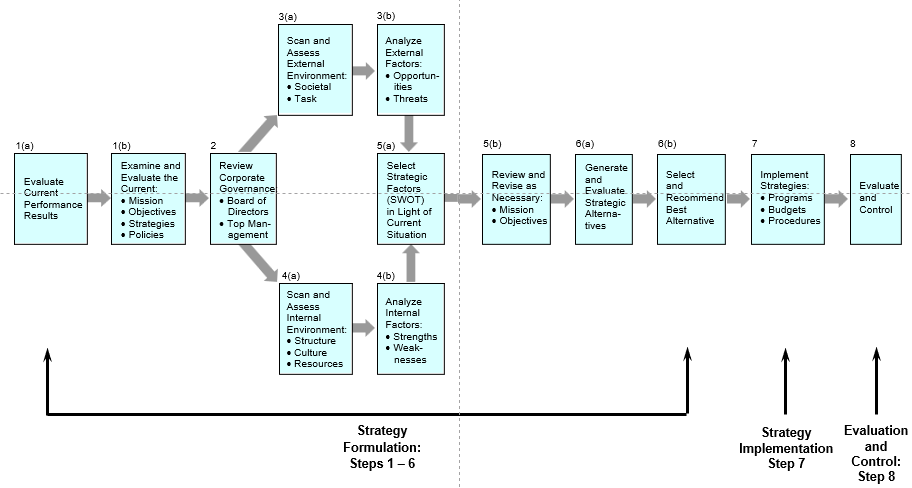 3(a)
Scan and
Assess
External
Environment:
• Societal
• Task
3(b)
Analyze
External
Factors:
• Opportun-
ities
• Threats
1(a)
Evaluate
Current
Performance
Results
1(b)
Examine and
Evaluate the
Current:
• Mission
• Objectives
• Strategies
• Policies
2
Review
Corporate
Governance:
• Board of
Directors
• Top Man-
agement
5(a)
Select
Strategic
Factors
(SWOT)
in Light of
Current
Situation
5(b)
Review and
Revise as
Necessary:
• Mission
• Objectives
6(a)
Generate
and
Evaluate
Strategic
Alterna-
tives
6(b)
Select
and
Recommend
Best
Alternative
7
Implement
Strategies:
• Programs
• Budgets
• Procedures
8
Evaluate
and
Control
4(a)
Scan and
Assess
Internal
Environment:
• Structure
• Culture
• Resources
4(b)
Analyze
Internal
Factors:
• Strengths
• Weak-
nesses
Strategy
Formulation:
Steps 1 – 6
Strategy
Implementation
Step 7
Evaluation
and
Control:
Step 8